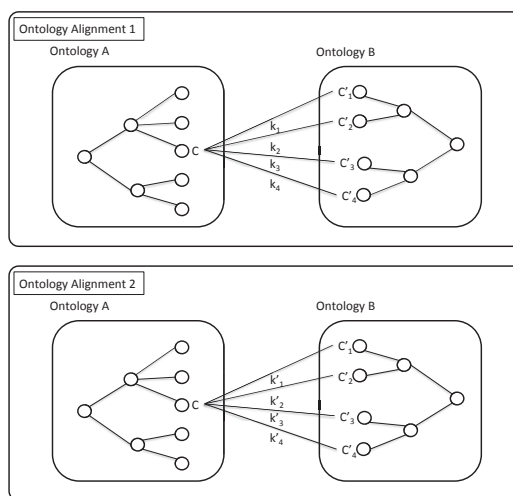 Ontology Alignment 1
Ontology A
Ontology B
C'₁
k₁
C'₂
k₂
C
k₃
C'₃
k₄
C'₄
Ontology Alignment 2
Ontology A
Ontology B
C'₁
k'₁
C'₂
k'₂
C
k'₃
C'₃
k'₄
C'₄